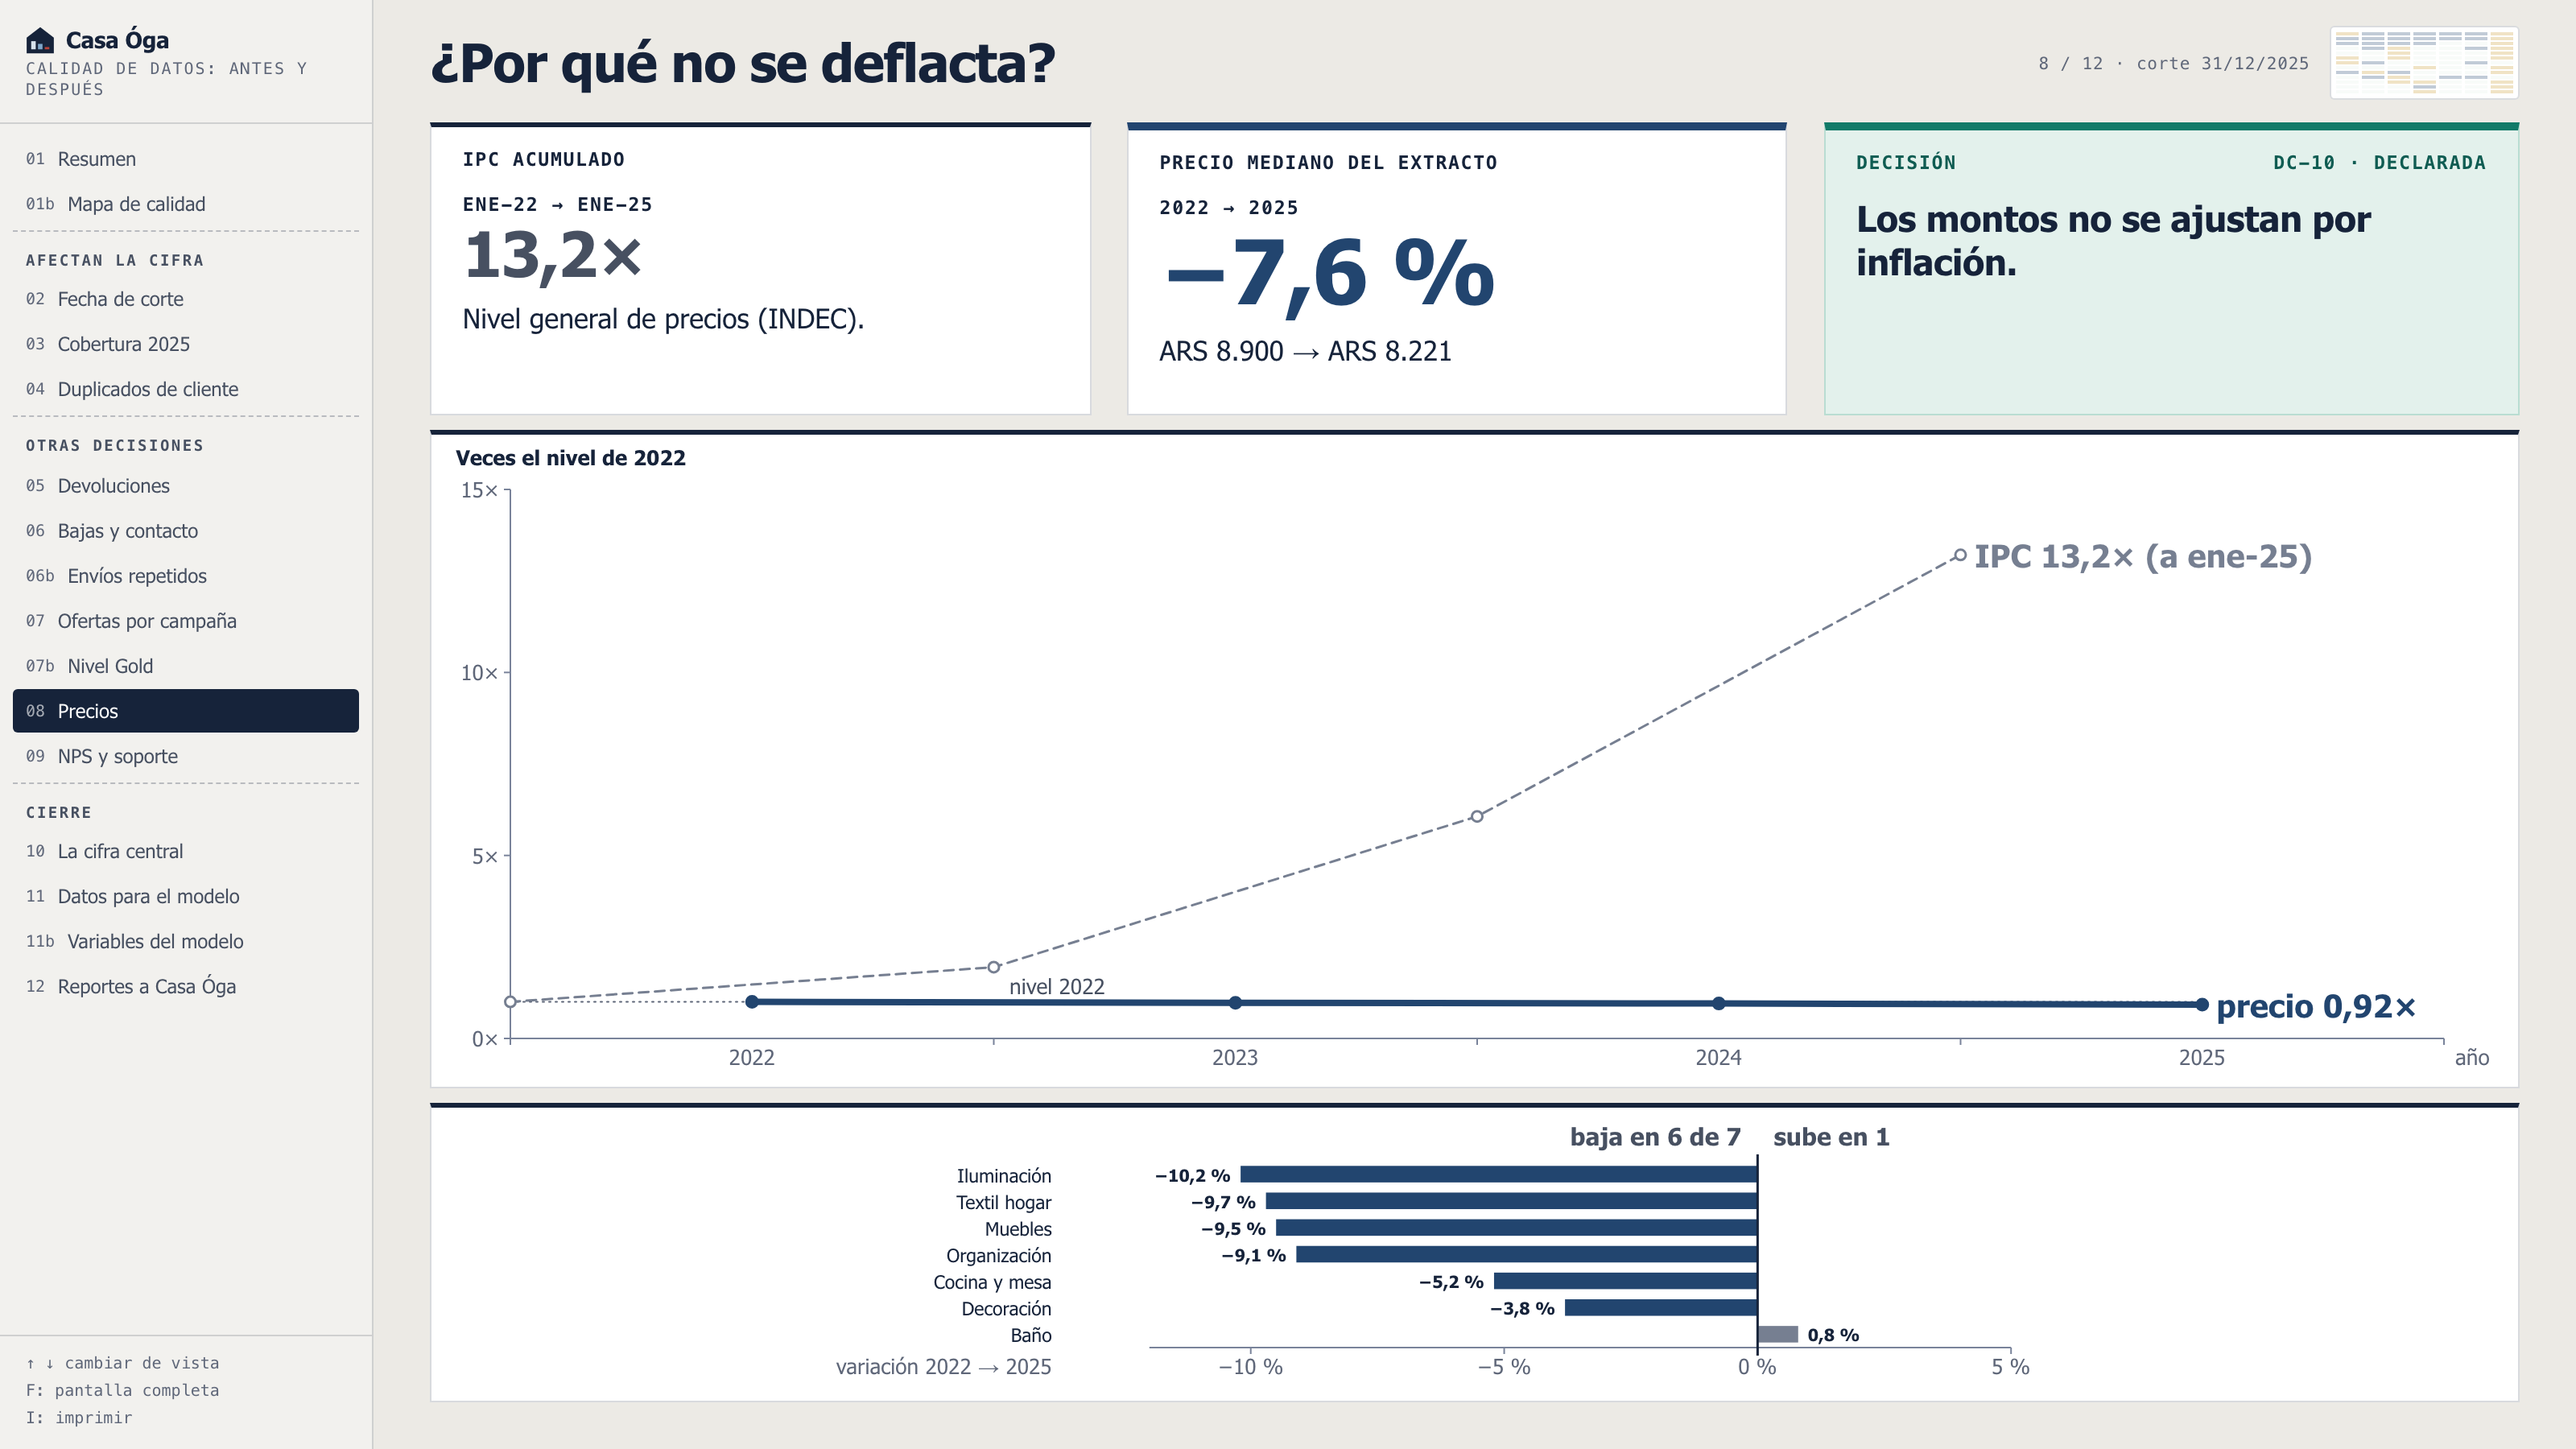 Casa Óga
CALIDAD DE DATOS: ANTES Y
DESPUÉS
01 Resumen
01b Mapa de calidad
AFECTAN LA CIFRA
02 Fecha de corte
03 Cobertura 2025
04 Duplicados de cliente
OTRAS DECISIONES
05 Devoluciones
06 Bajas y contacto
06b Envíos repetidos
07 Ofertas por campaña
07b Nivel Gold
08 Precios
09 NPS y soporte
CIERRE
10 La cifra central
11 Datos para el modelo
11b Variables del modelo
12 Reportes a Casa Óga
↑ ↓ cambiar de vista
F: pantalla completa
I: imprimir
¿Por qué no se deflacta?
8 / 12 · corte 31/12/2025
IPC ACUMULADO
ENE–22 → ENE–25
13,2×
Nivel general de precios (INDEC).
PRECIO MEDIANO DEL EXTRACTO
2022 → 2025
−7,6 %
ARS 8.900 → ARS 8.221
DECISIÓN DC–10 · DECLARADA
Los montos no se ajustan por
inflación.
Veces el nivel de 2022
15×
10×
5×
0×
IPC 13,2× (a ene-25)
nivel 2022
precio 0,92×
2022 2023 2024 2025 año
baja en 6 de 7 sube en 1
Iluminación −10,2 %
Textil hogar −9,7 %
Muebles −9,5 %
Organización −9,1 %
Cocina y mesa −5,2 %
Decoración −3,8 %
Baño 0,8 %
variación 2022 → 2025 −10 % −5 % 0 % 5 %